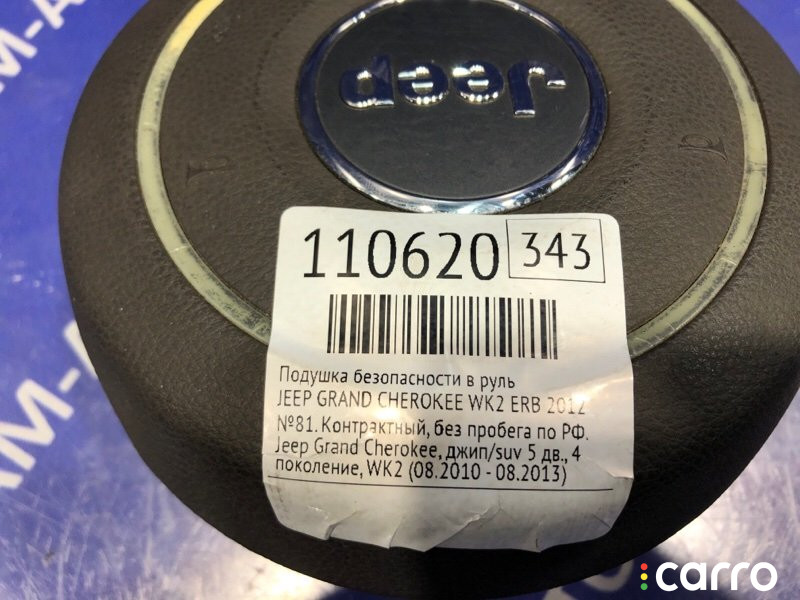 Jeep
110620 343
Подушка безопасности в руль
JEEP GRAND CHEROKEE WK2 ERB 2012
№81. Контрактный, без пробега по РФ.
Jeep Grand Cherokee, джип/suv 5 дв., 4
поколение, WK2 (08.2010 - 08.2013)
carro